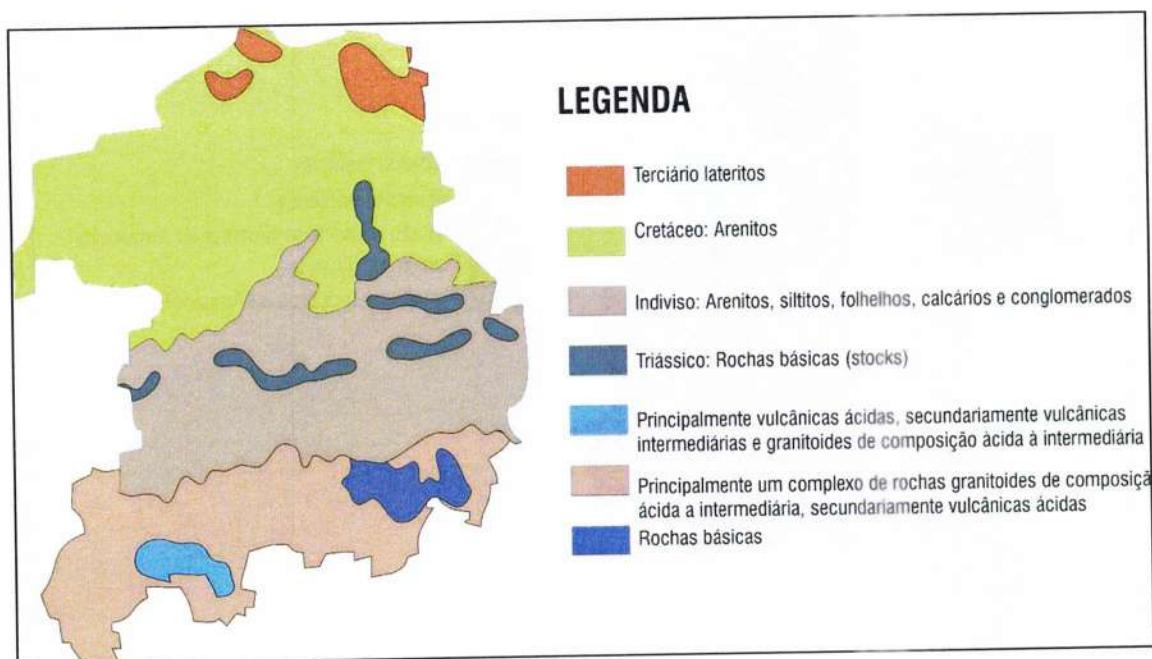 LEGENDA
Terciário lateritos
Cretáceo: Arenitos
Indiviso: Arenitos, siltitos, folhelhos, calcários e conglomerados
Triássico: Rochas básicas (stocks)
Principalmente vulcânicas ácidas, secundariamente vulcânicas
intermediárias e granitoides de composição ácida à intermediária
Principalmente um complexo de rochas granitoides de composiçã
ácida a intermediária, secundariamente vulcânicas ácidas
Rochas básicas